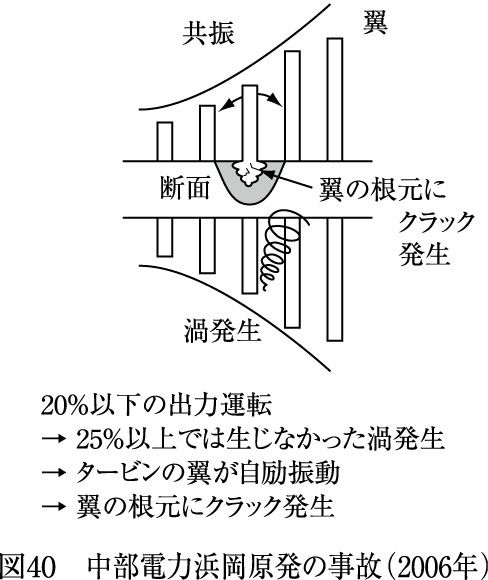 共振
翼
断面
翼の根元に
クラック
発生
渦発生
20%以下の出力運転
→ 25%以上では生じなかった渦発生
→ タービンの翼が自励振動
→ 翼の根元にクラック発生
図40　中部電力浜岡原発の事故(2006年)